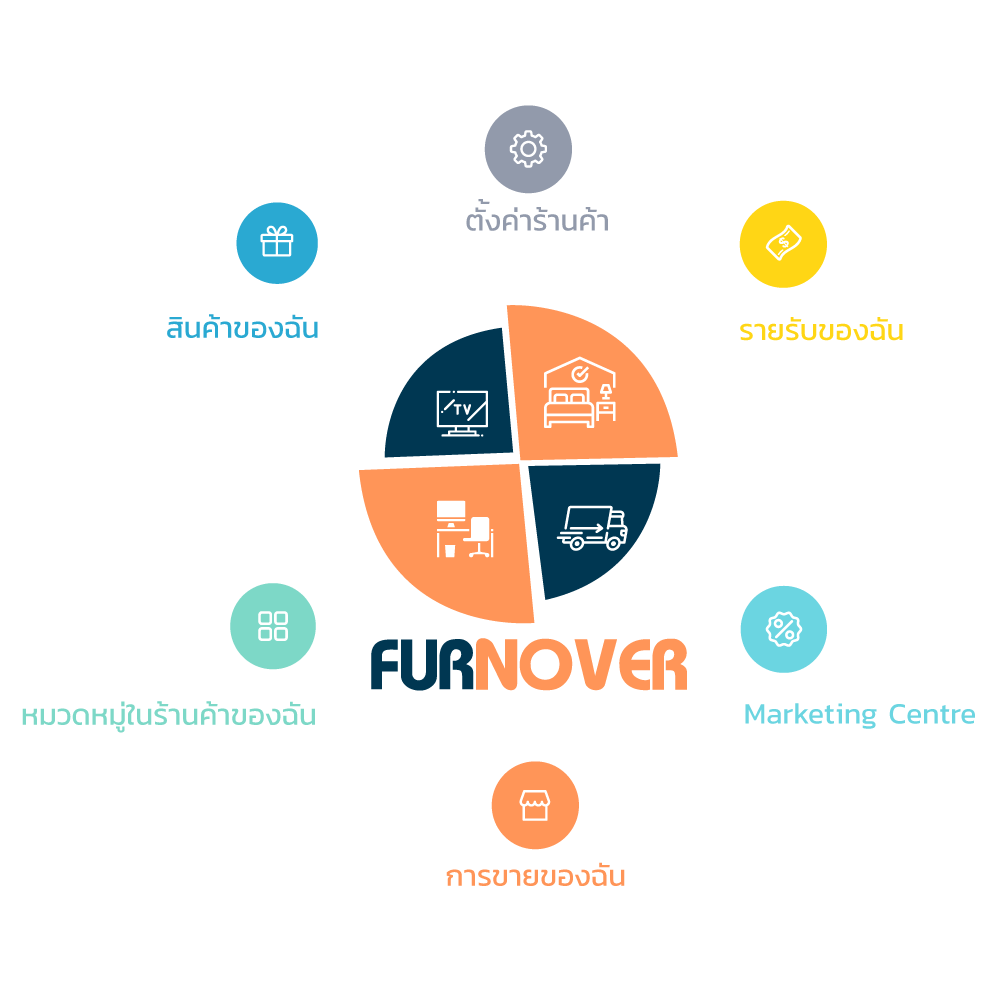 ตั้งค่าร้านค้า
สินค้าของฉัน
รายรับของฉัน
TV
FURNOVER
หมวดหมู่ในร้านค้าของฉัน
Marketing Centre
การขายของฉัน